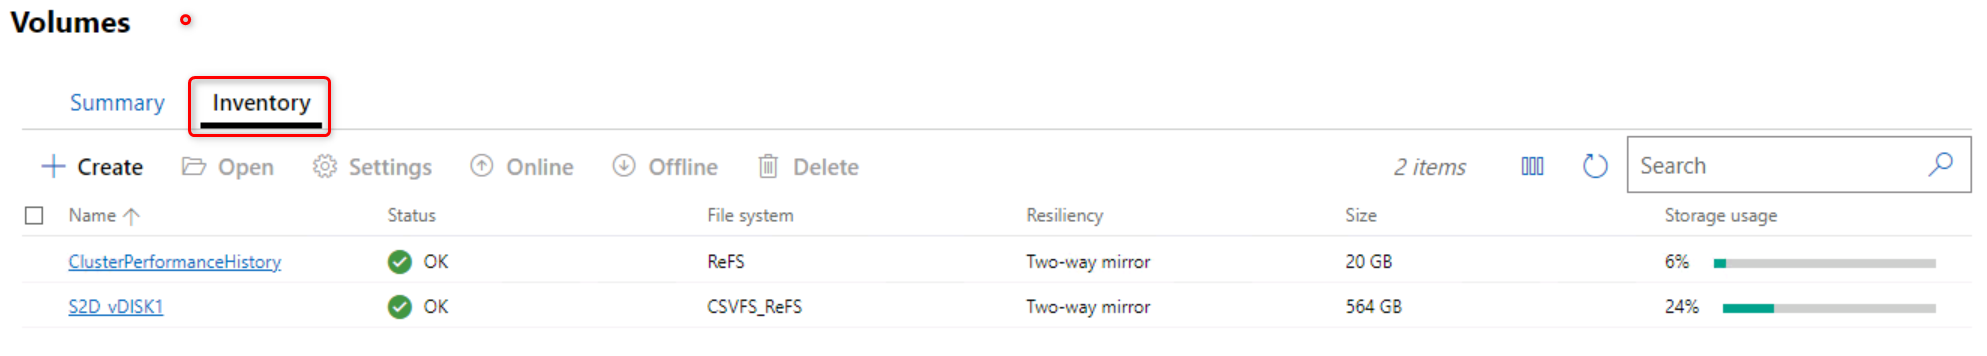 Volumes
Summary Inventory
Create Open Settings Online Offline Delete 2 items Search
Name Status File system Resiliency Size Storage usage
ClusterPerformanceHistory OK ReFS Two-way mirror 20 GB 6%
S2D_vDISK1 OK CSVFS_ReFS Two-way mirror 564 GB 24%